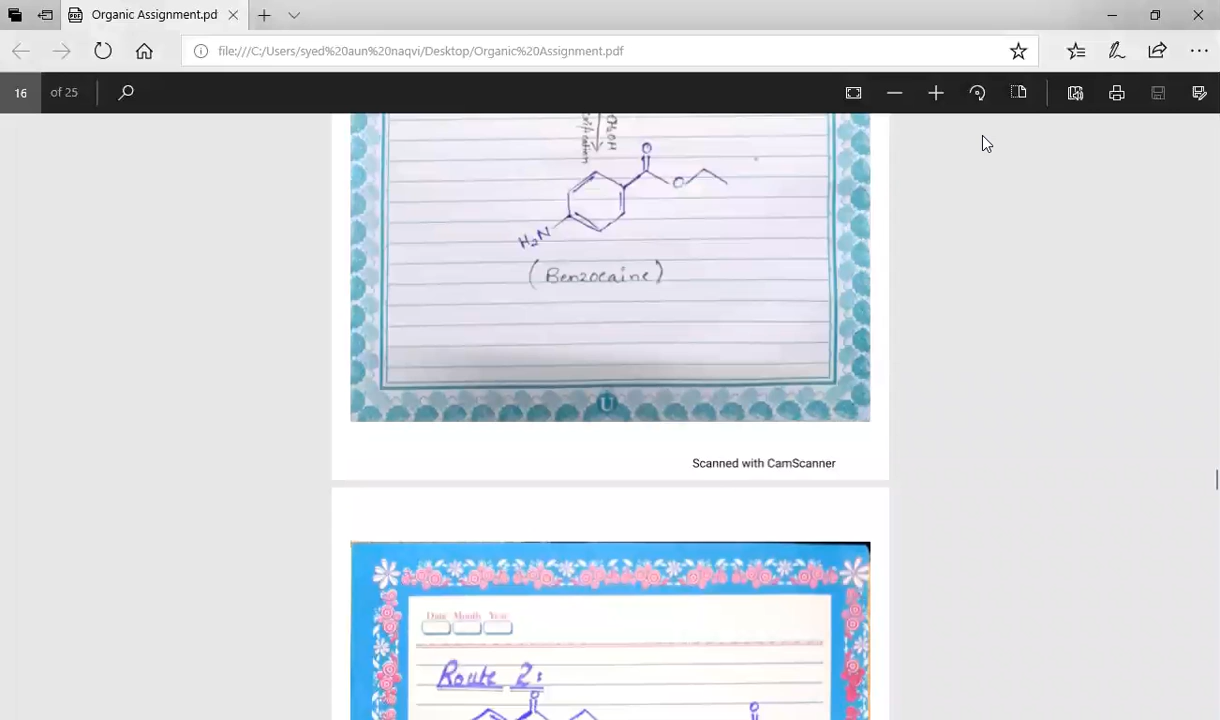 Organic Assignment.pd
file:///C:/Users/syed%20aun%20naqvi/Desktop/Organic%20Assignment.pdf
16 of 25
O
O
H₂N
(Benzocaine)
U
Scanned with CamScanner
Date Month Year
Route 2:
O
O